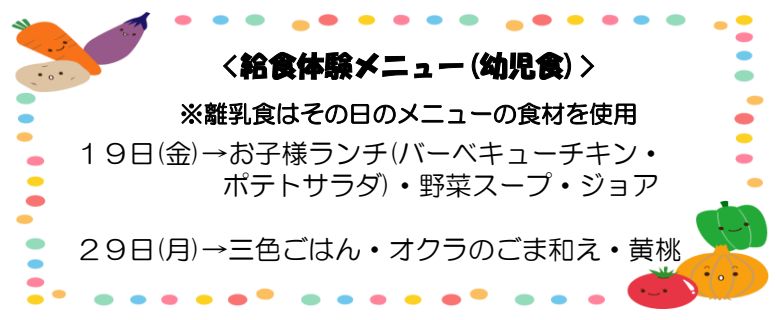 <給食体験メニュー(幼児食)>
※離乳食はその日のメニューの食材を使用
１９日(金)→お子様ランチ(バーベキューチキン・
ポテトサラダ)・野菜スープ・ジョア
２９日(月)→三色ごはん・オクラのごま和え・黄桃